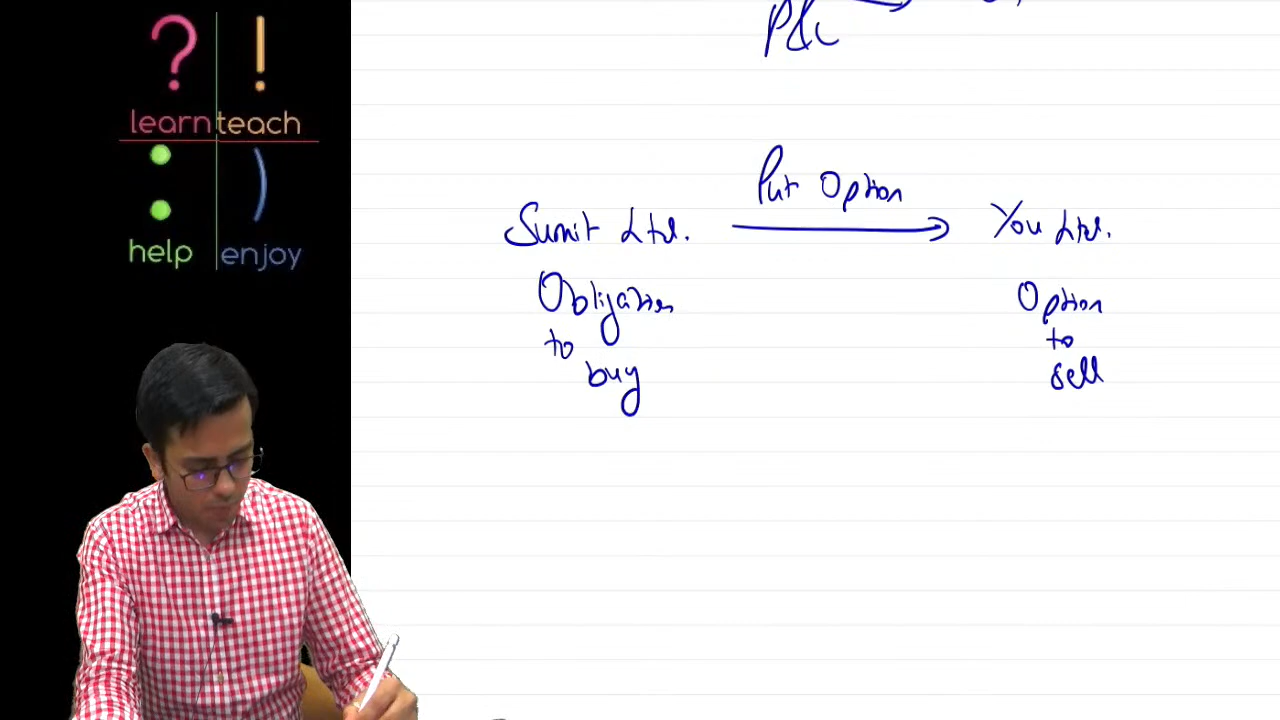 ? !
learn teach
help enjoy
P&L
Put Option
Sumit Ltd. You Ltd.
Obligation Option
to to
buy sell